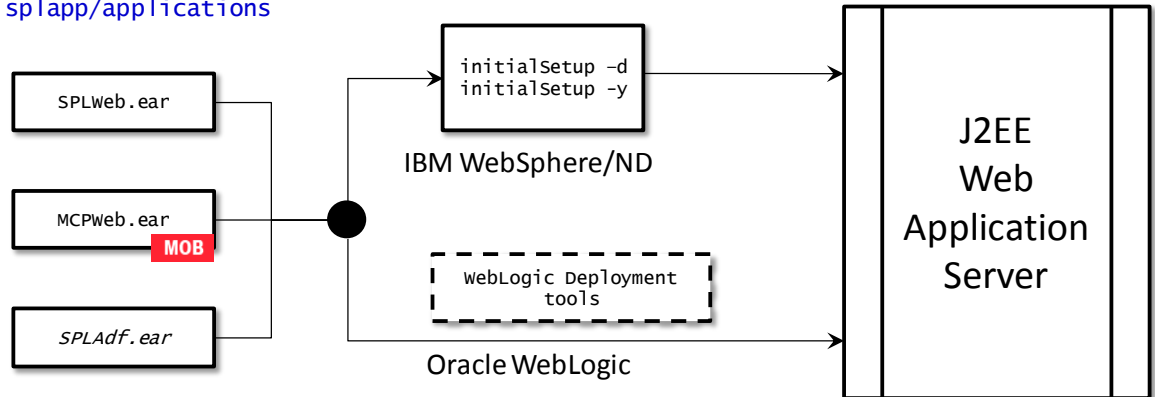 splapp/applications
SPLWeb.ear
MCPWeb.ear
MOB
SPLAdf.ear
initialSetup –d
initialSetup -y
IBM WebSphere/ND
WebLogic Deployment
tools
Oracle WebLogic
J2EE
Web
Application
Server